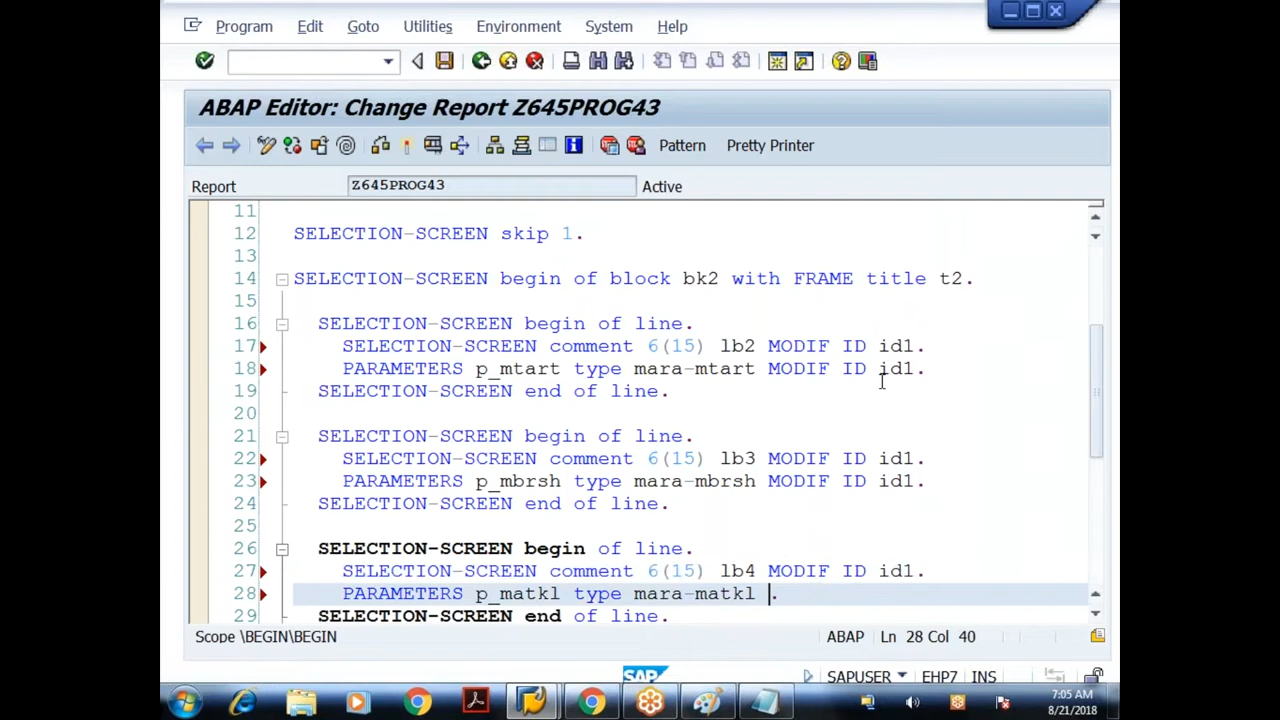 Program Edit Goto Utilities Environment System Help
ABAP Editor: Change Report Z645PROG43
Pattern Pretty Printer
Report Z645PROG43 Active
11
12 SELECTION-SCREEN skip 1.
13
14 SELECTION-SCREEN begin of block bk2 with FRAME title t2.
15
16 SELECTION-SCREEN begin of line.
17 SELECTION-SCREEN comment 6(15) lb2 MODIF ID id1.
18 PARAMETERS p_mtart type mara-mtart MODIF ID id1.
19 SELECTION-SCREEN end of line.
20
21 SELECTION-SCREEN begin of line.
22 SELECTION-SCREEN comment 6(15) lb3 MODIF ID id1.
23 PARAMETERS p_mbrsh type mara-mbrsh MODIF ID id1.
24 SELECTION-SCREEN end of line.
25
26 SELECTION-SCREEN begin of line.
27 SELECTION-SCREEN comment 6(15) lb4 MODIF ID id1.
28 PARAMETERS p_matkl type mara-matkl .
29 SELECTION-SCREEN end of line.
Scope \BEGIN\BEGIN ABAP Ln 28 Col 40
SAP SAPUSER EHP7 INS
7:05 AM
8/21/2018